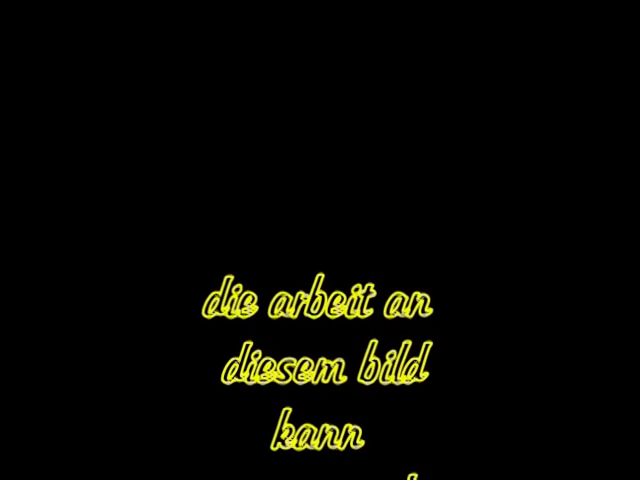 die arbeit an
diesem bild
kann